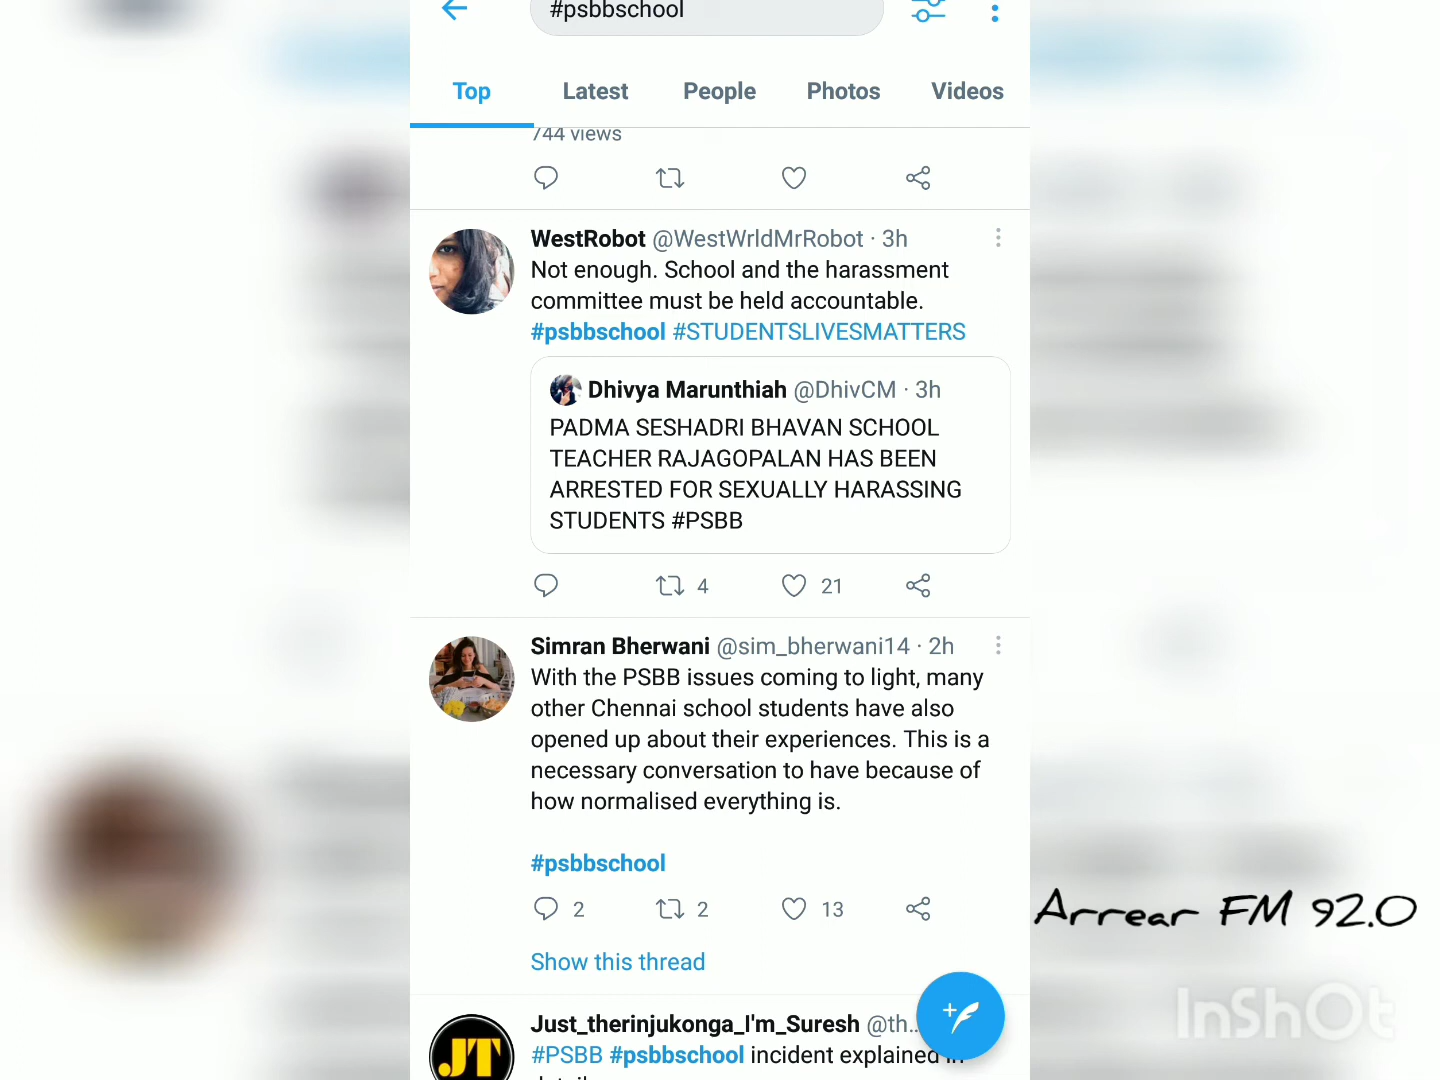 #psbbschool
Top Latest People Photos Videos
744 views
WestRobot @WestWrldMrRobot · 3h
Not enough. School and the harassment
committee must be held accountable.
#psbbschool #STUDENTSLIVESMATTERS
Dhivya Marunthiah @DhivCM · 3h
PADMA SESHADRI BHAVAN SCHOOL
TEACHER RAJAGOPALAN HAS BEEN
ARRESTED FOR SEXUALLY HARASSING
STUDENTS #PSBB
4 21
Simran Bherwani @sim_bherwani14 · 2h
With the PSBB issues coming to light, many
other Chennai school students have also
opened up about their experiences. This is a
necessary conversation to have because of
how normalised everything is.
#psbbschool
2 2 13
Arrear FM 92.0
Show this thread
InShOt
Just_therinjukonga_I'm_Suresh @th..
JT
#PSBB #psbbschool incident explained in